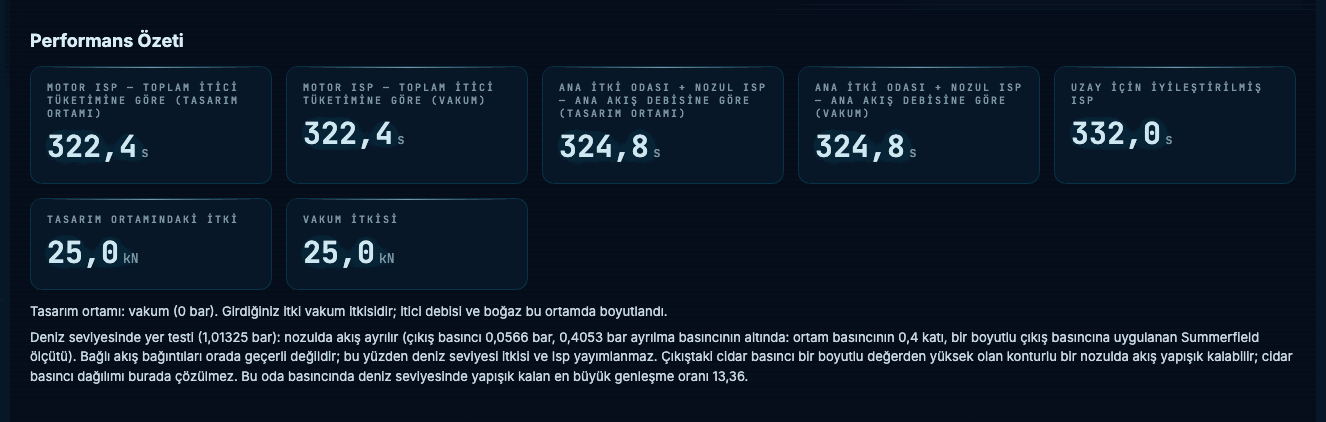 Performans Özeti
MOTOR ISP – TOPLAM İTİCİ
TÜKETİMİNE GÖRE (TASARIM
ORTAMI)
322,4 s
MOTOR ISP – TOPLAM İTİCİ
TÜKETİMİNE GÖRE (VAKUM)
322,4 s
ANA İTKİ ODASI + NOZUL ISP
– ANA AKIŞ DEBİSİNE GÖRE
(TASARIM ORTAMI)
324,8 s
ANA İTKİ ODASI + NOZUL ISP
– ANA AKIŞ DEBİSİNE GÖRE
(VAKUM)
324,8 s
UZAY İÇİN İYİLEŞTİRİLMİŞ
ISP
332,0 s
TASARIM ORTAMINDAKİ İTKİ
25,0 kN
VAKUM İTKİSİ
25,0 kN
Tasarım ortamı: vakum (0 bar). Girdiğiniz itki vakum itkisidir; itici debisi ve boğaz bu ortamda boyutlandı.
Deniz seviyesinde yer testi (1,01325 bar): nozulda akış ayrılır (çıkış basıncı 0,0566 bar, 0,4053 bar ayrılma basıncının altında: ortam basıncının 0,4 katı, bir boyutlu çıkış basıncına uygulanan Summerfield
ölçütü). Bağlı akış bağıntıları orada geçerli değildir; bu yüzden deniz seviyesi itkisi ve Isp yayımlanmaz. Çıkıştaki cidar basıncı bir boyutlu değerden yüksek olan konturlu bir nozulda akış yapışık kalabilir; cidar
basıncı dağılımı burada çözülmez. Bu oda basıncında deniz seviyesinde yapışık kalan en büyük genleşme oranı 13,36.